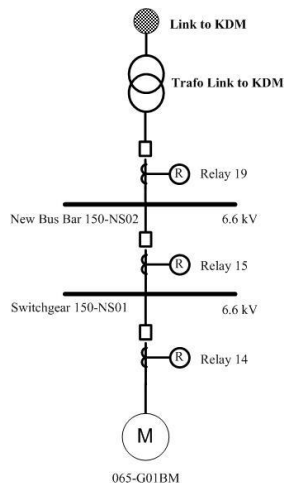 Link to KDM
Trafo Link to KDM
R Relay 19
New Bus Bar 150-NS02 6.6 kV
R Relay 15
Switchgear 150-NS01 6.6 kV
R Relay 14
M
065-G01BM